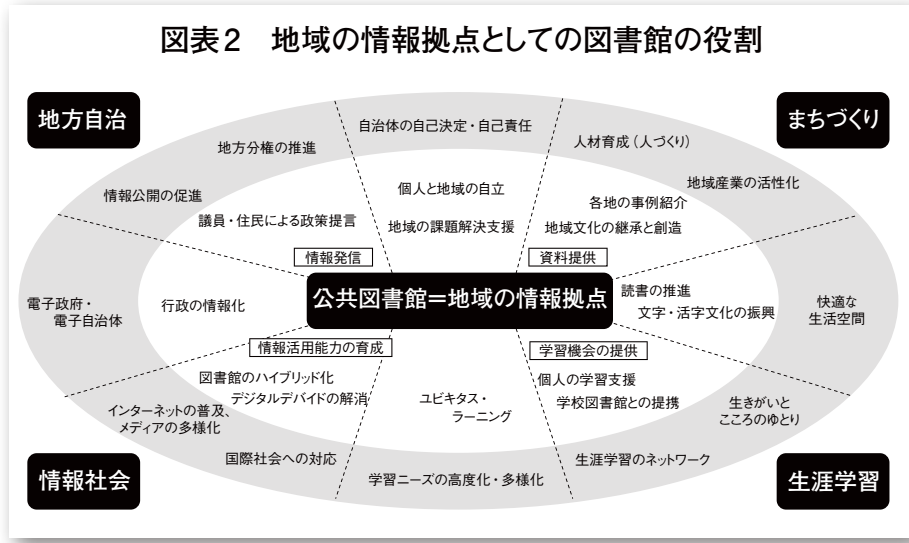 図表2　地域の情報拠点としての図書館の役割
地方自治
まちづくり
自治体の自己決定・自己責任
地方分権の推進
人材育成（人づくり）
情報公開の促進
地域産業の活性化
個人と地域の自立
各地の事例紹介
議員・住民による政策提言
地域の課題解決支援
地域文化の継承と創造
情報発信
資料提供
公共図書館＝地域の情報拠点
電子政府・
電子自治体
行政の情報化
読書の推進
文字・活字文化の振興
快適な
生活空間
情報活用能力の育成
学習機会の提供
図書館のハイブリッド化
デジタルデバイドの解消
ユビキタス・
ラーニング
個人の学習支援
学校図書館との提携
インターネットの普及、
メディアの多様化
生きがいと
こころのゆとり
国際社会への対応
学習ニーズの高度化・多様化
生涯学習のネットワーク
情報社会
生涯学習